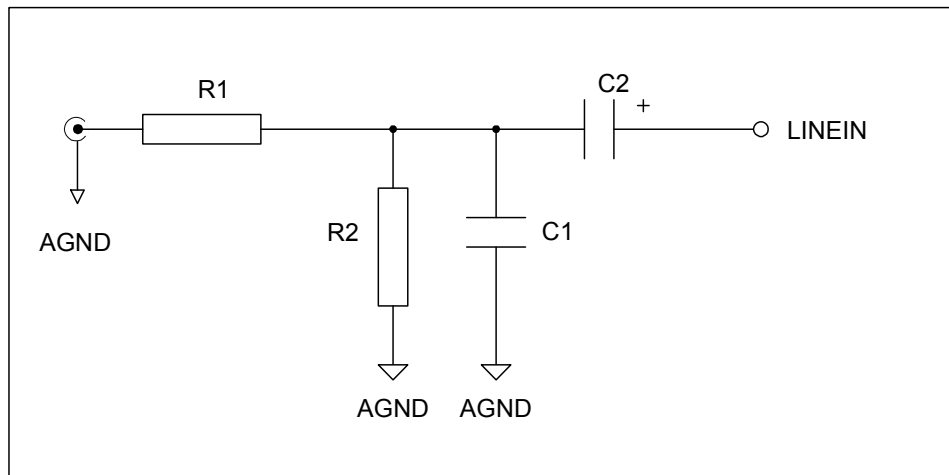 R1
C2
+
LINEIN
AGND
R2
C1
AGND
AGND